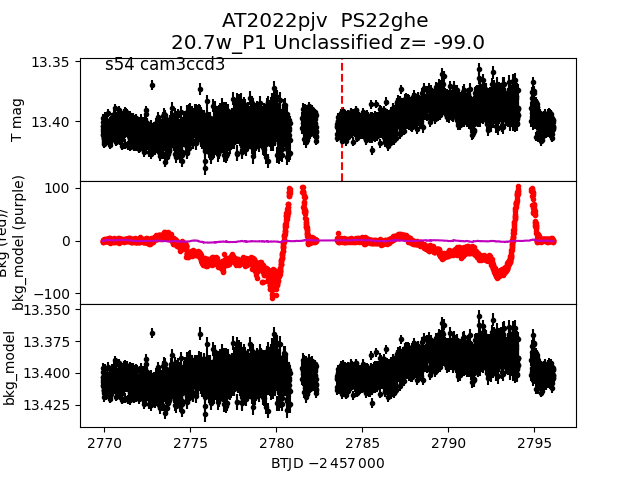 AT2022pjv PS22ghe
20.7w_P1 Unclassified z= -99.0
s54 cam3ccd3
13.35
13.40
T mag
100
0
−100
Bkg (red)/
bkg_model (purple)
13.350
13.375
13.400
13.425
bkg_model
2770
2775
2780
2785
2790
2795
BTJD −2 457 000